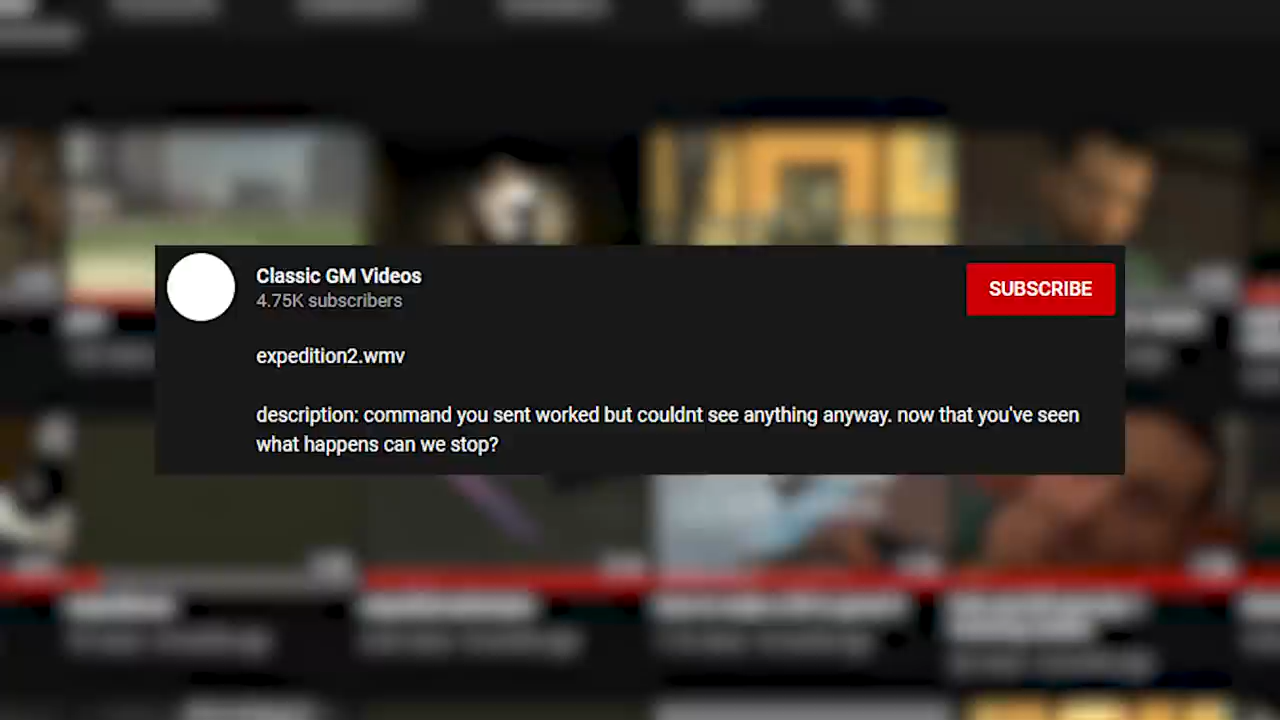 Classic GM Videos
4.75K subscribers
SUBSCRIBE
expedition2.wmv
description: command you sent worked but couldnt see anything anyway. now that you've seen
what happens can we stop?